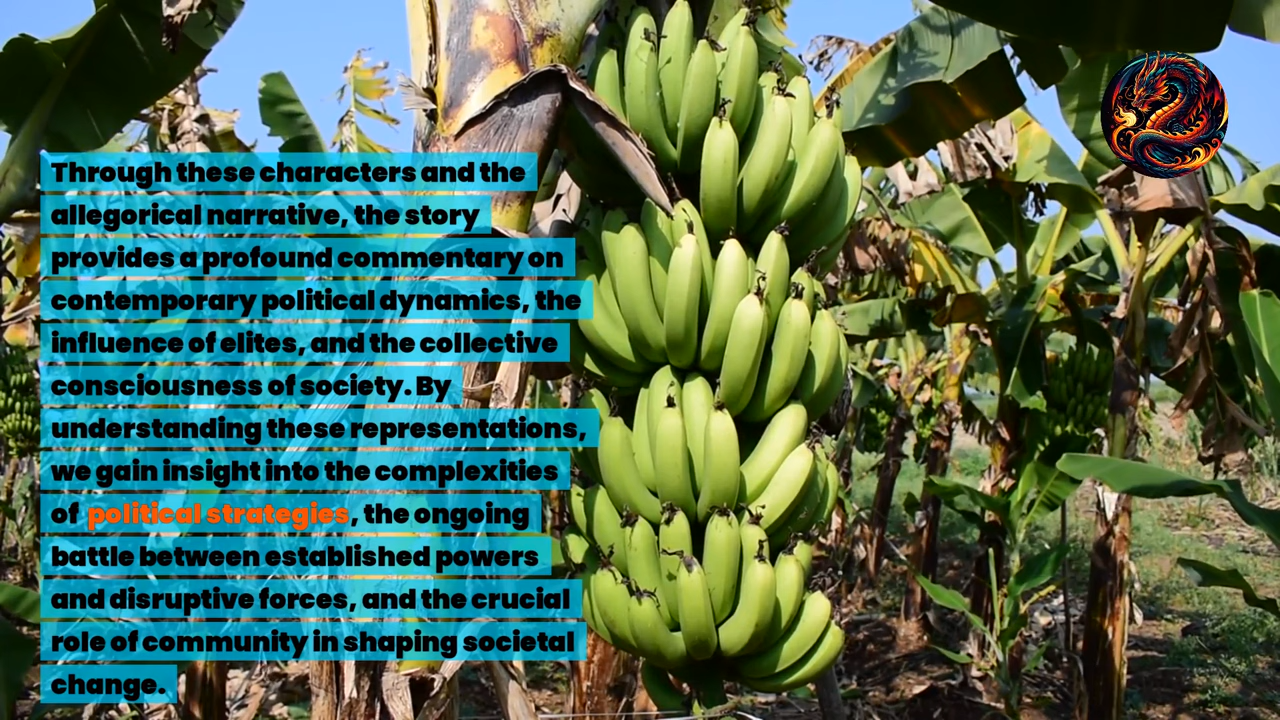 Through these characters and the
allegorical narrative, the story
provides a profound commentary on
contemporary political dynamics, the
influence of elites, and the collective
consciousness of society. By
understanding these representations,
we gain insight into the complexities
of political strategies, the ongoing
battle between established powers
and disruptive forces, and the crucial
role of community in shaping societal
change.